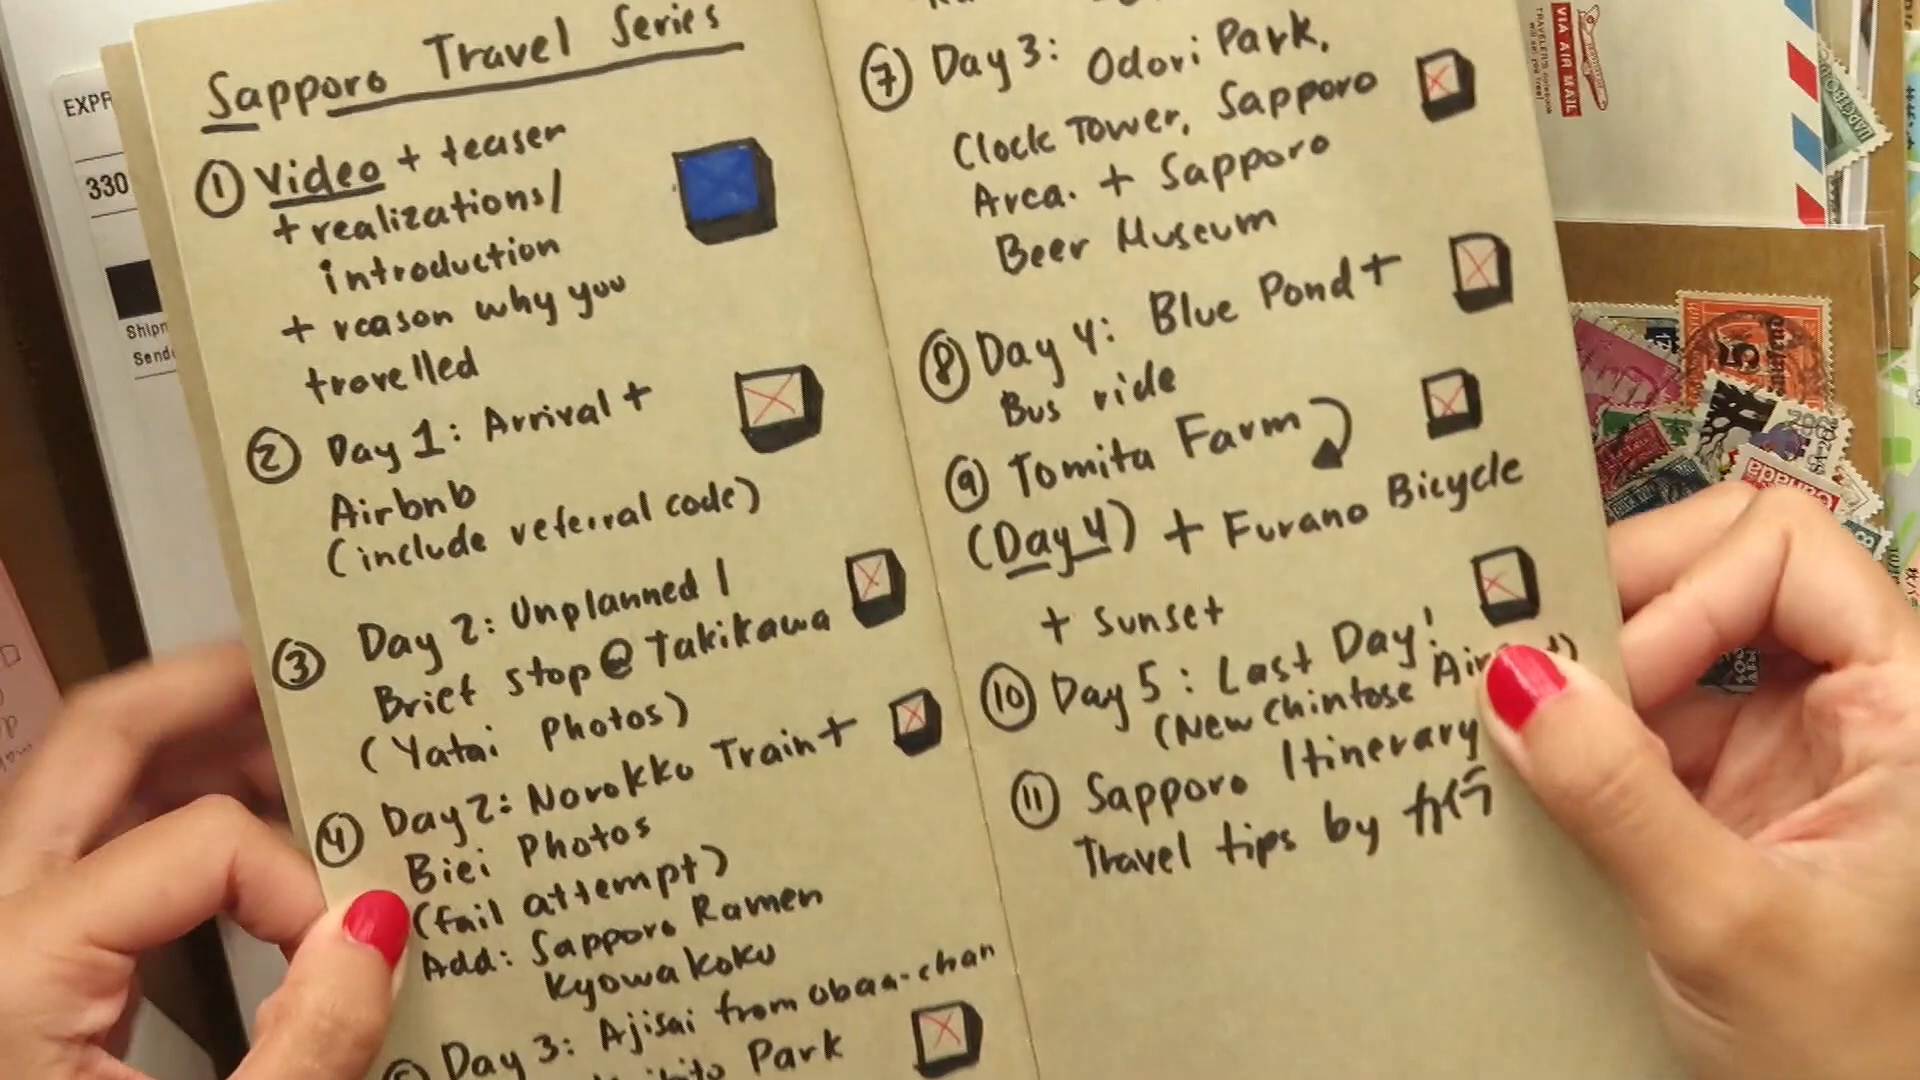 Sapporo Travel Series
① Video + teaser
+ realizations/
introduction
+ reason why you
travelled
② Day 1: Arrival +
Airbnb
(include referral code)
③ Day 2: Unplanned |
Brief stop @ Takikawa
(Yatai Photos)
④ Day 2: Norokko Train +
Biei Photos
(fail attempt)
Add: Sapporo Ramen
Kyowakoku
Day 3: Ajisai from obaa-chan
Park
⑦ Day 3: Odori Park,
Clock Tower, Sapporo
Area. + Sapporo
Beer Museum
⑧ Day 4: Blue Pond +
Bus ride
⑨ Tomita Farm
(Day 4) + Furano Bicycle
+ Sunset
⑩ Day 5: Last Day!
(New Chintose
⑪ Sapporo Itinerary
Travel tips by
330
VIA AIR MAIL
5
Canada